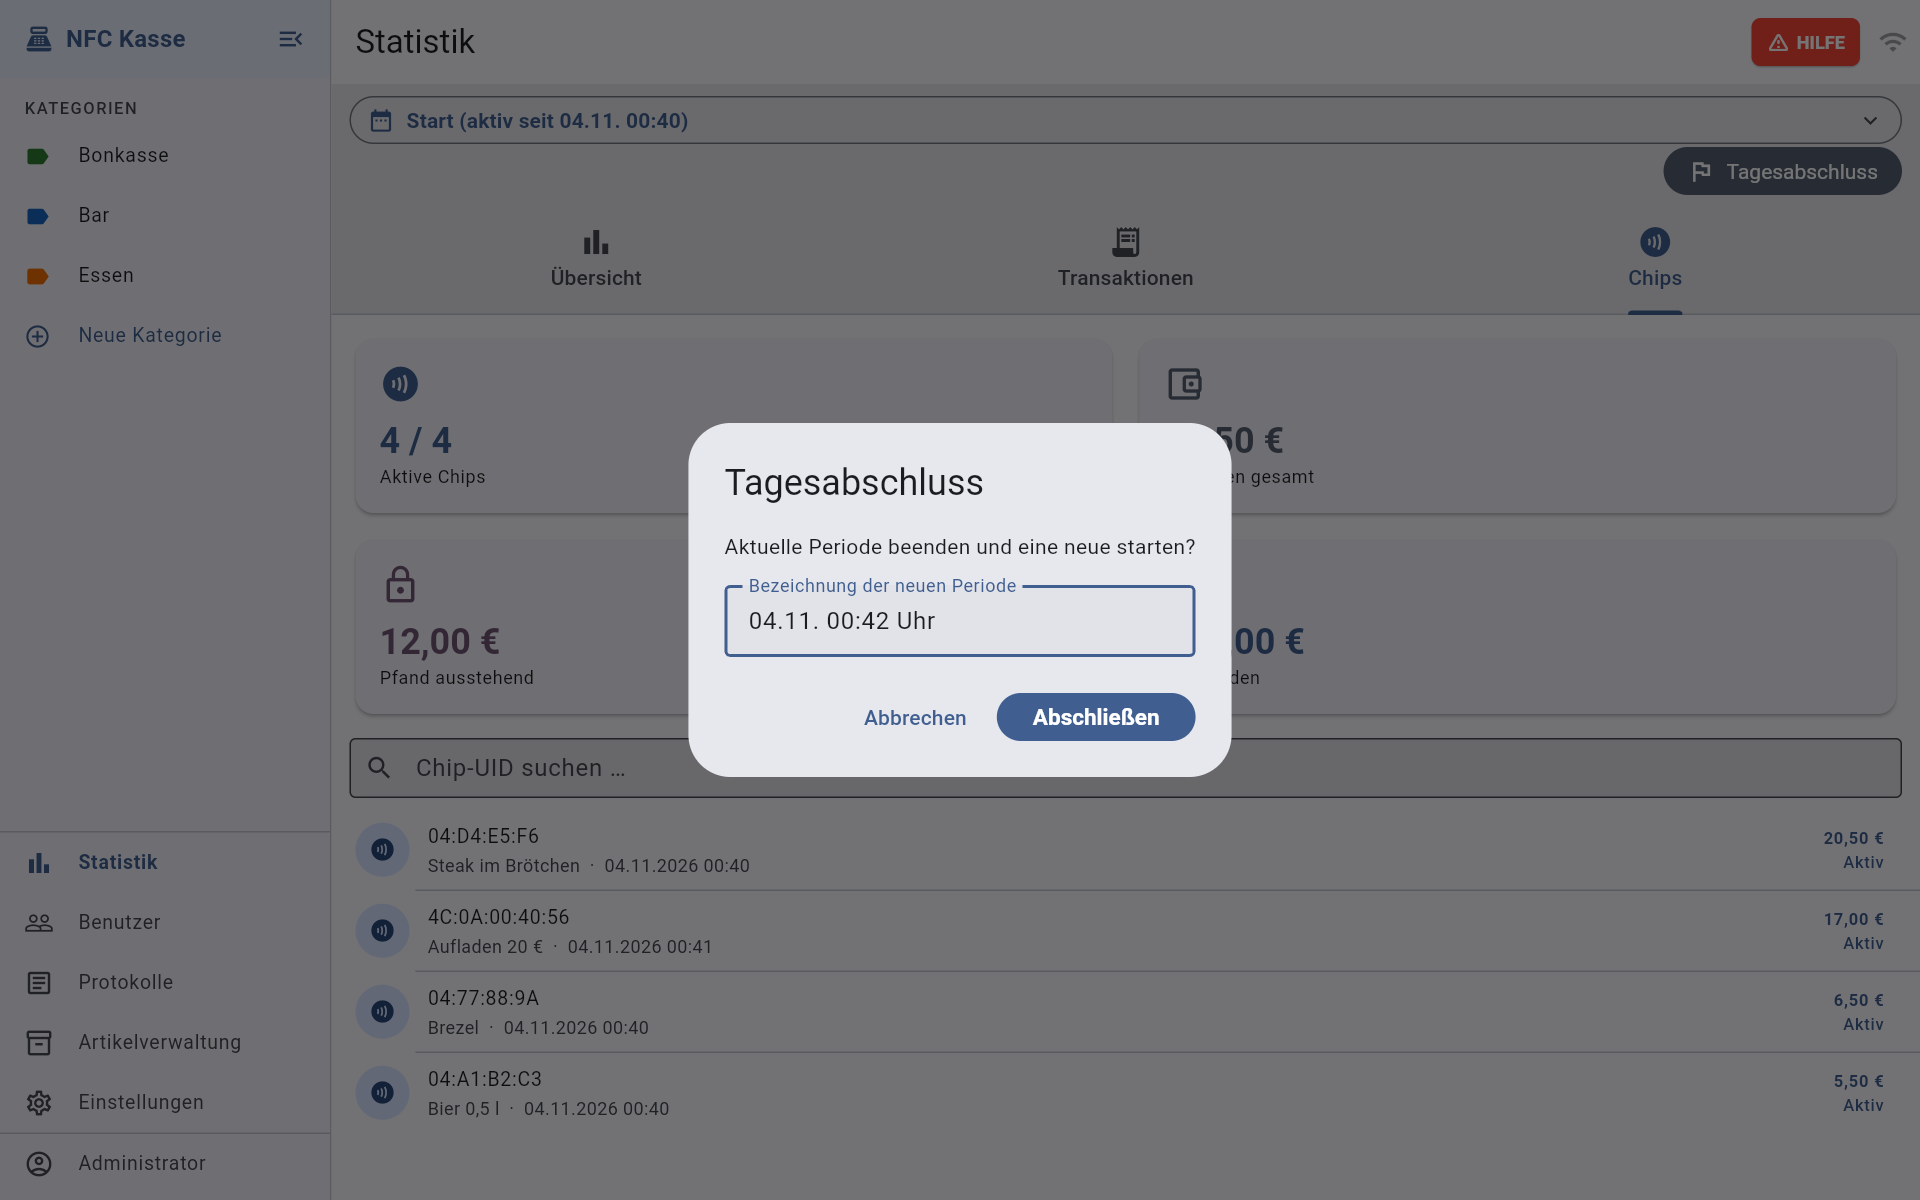 NFC Kasse
KATEGORIEN
Bonkasse
Bar
Essen
Neue Kategorie
Statistik
Benutzer
Protokolle
Artikelverwaltung
Einstellungen
Administrator
Statistik
HILFE
Start (aktiv seit 04.11. 00:40)
Tagesabschluss
Übersicht
Transaktionen
Chips
4 / 4
Aktive Chips
50 €
gesamt
12,00 €
Pfand ausstehend
00 €
Tagesabschluss
Aktuelle Periode beenden und eine neue starten?
Bezeichnung der neuen Periode
04.11. 00:42 Uhr
Abbrechen
Abschließen
Chip-UID suchen ...
04:D4:E5:F6
Steak im Brötchen · 04.11.2026 00:40
20,50 €
Aktiv
4C:0A:00:40:56
Aufladen 20 € · 04.11.2026 00:41
17,00 €
Aktiv
04:77:88:9A
Brezel · 04.11.2026 00:40
6,50 €
Aktiv
04:A1:B2:C3
Bier 0,5 l · 04.11.2026 00:40
5,50 €
Aktiv